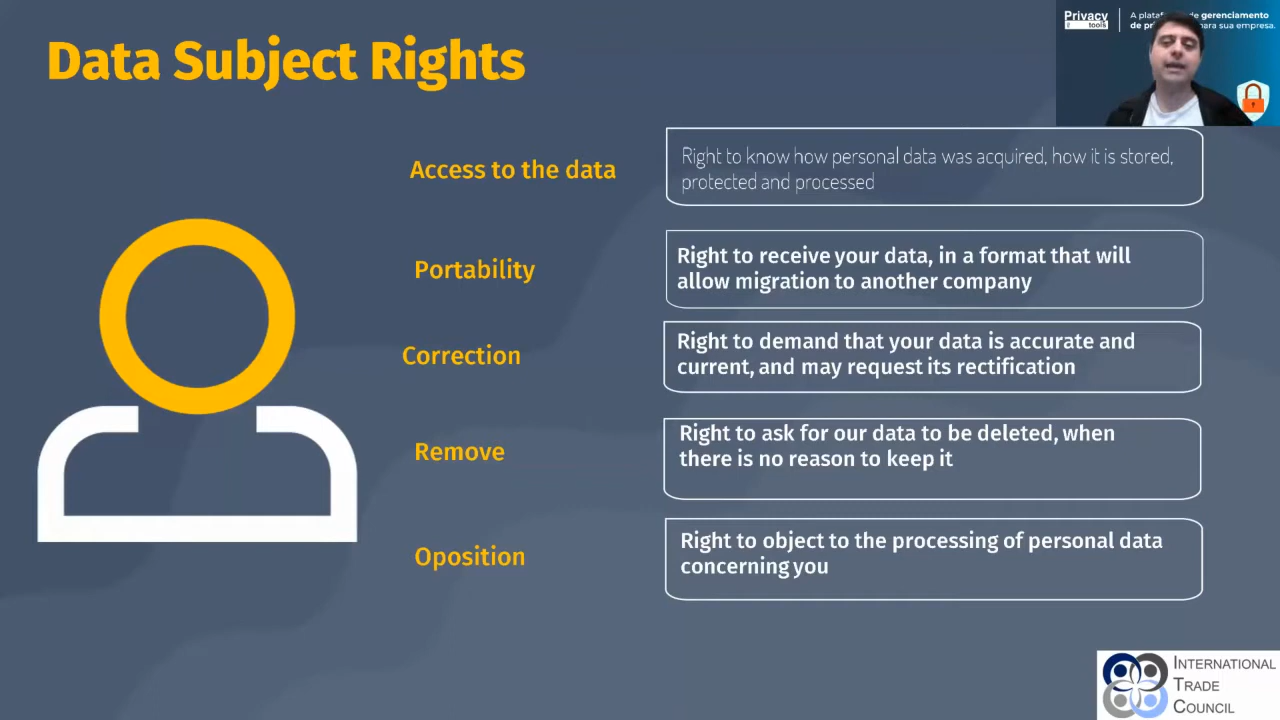 Data Subject Rights
Privacy
tools
A plata de gerenciamento
de pri para sua empresa.
Access to the data
Right to know how personal data was acquired, how it is stored,
protected and processed
Portability
Right to receive your data, in a format that will
allow migration to another company
Correction
Right to demand that your data is accurate and
current, and may request its rectification
Remove
Right to ask for our data to be deleted, when
there is no reason to keep it
Oposition
Right to object to the processing of personal data
concerning you
INTERNATIONAL
TRADE
COUNCIL